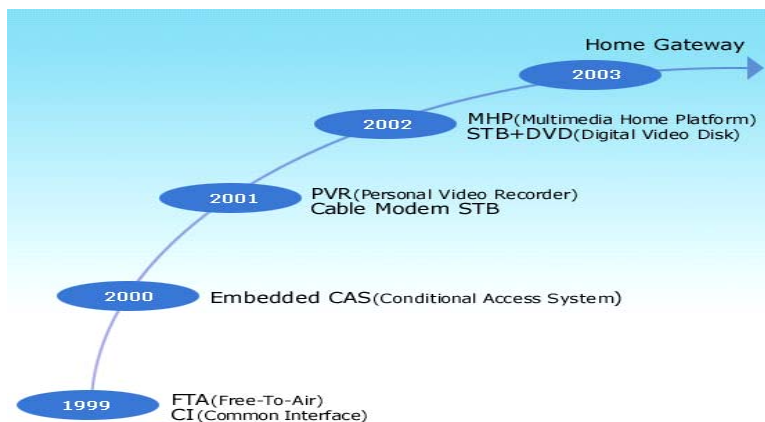 Home Gateway
2003
2002
MHP(Multimedia Home Platform)
STB+DVD(Digital Video Disk)
2001
PVR(Personal Video Recorder)
Cable Modem STB
2000
Embedded CAS(Conditional Access System)
1999
FTA(Free-To-Air)
CI(Common Interface)